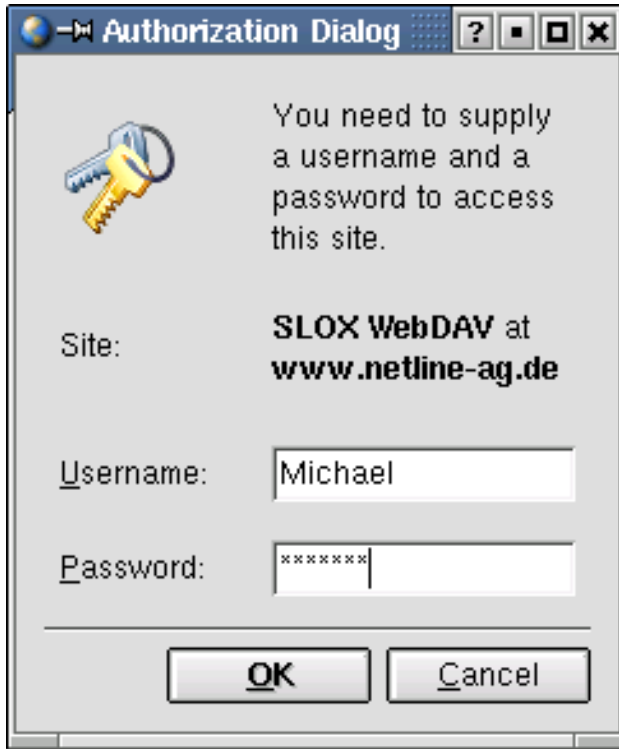 Authorization Dialog ?
You need to supply
a username and a
password to access
this site.
Site:
SLOX WebDAV at
www.netline-ag.de
Username:
Michael
Password:
*******
OK
Cancel